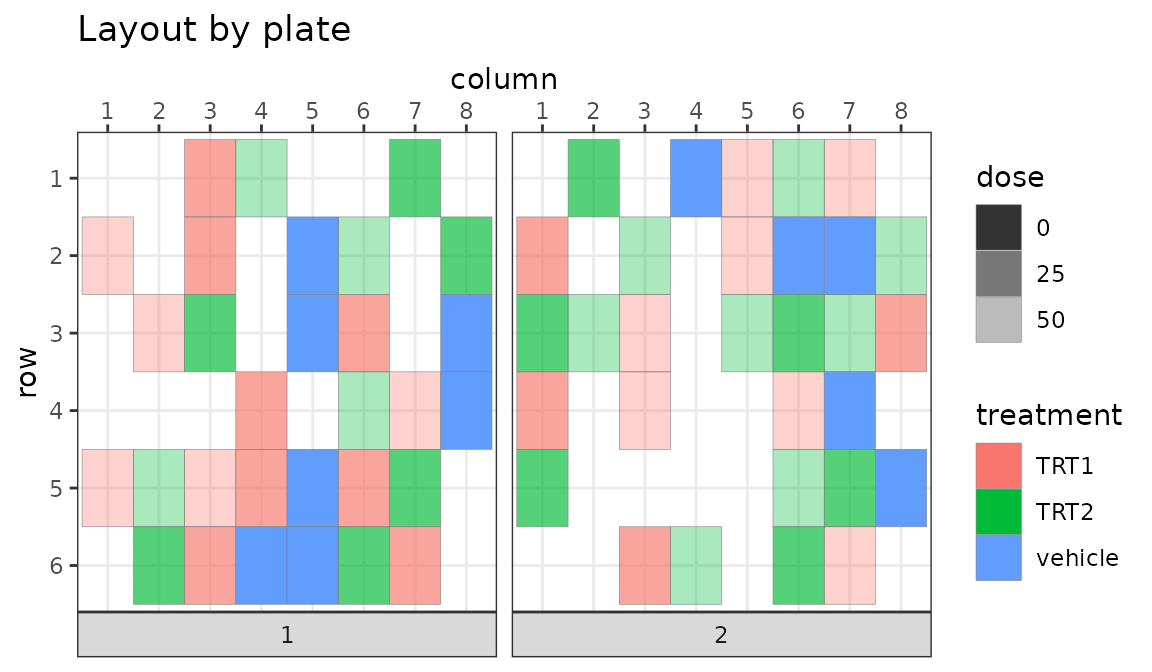 Layout by plate
column
1 2 3 4 5 6 7 8 1 2 3 4 5 6 7 8
row
1
2
3
4
5
6
1 2
dose
0
25
50
treatment
TRT1
TRT2
vehicle